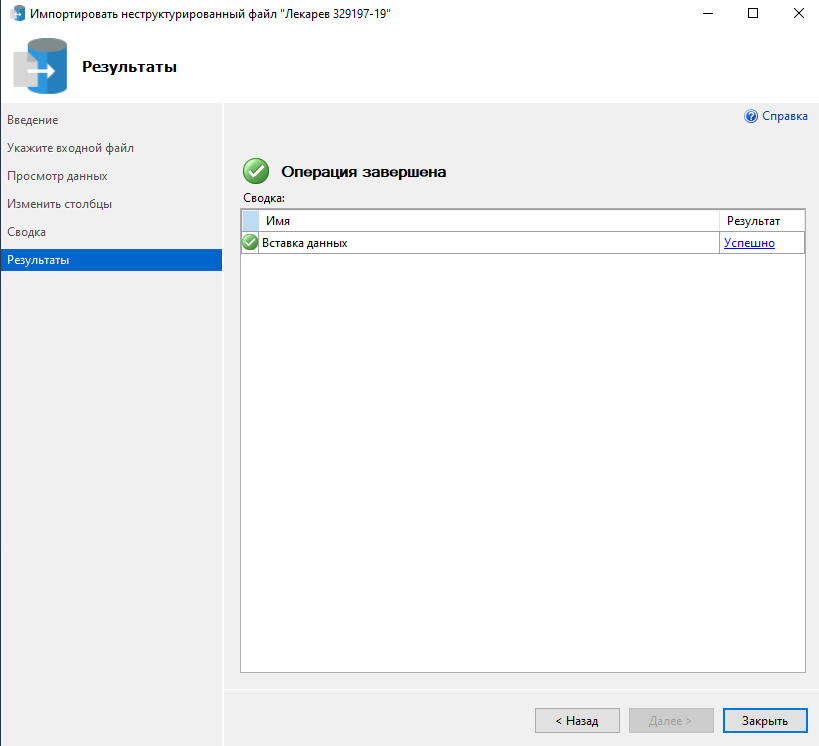 Импортировать неструктурированный файл "Лекарев 329197-19"
Результаты
Введение
Укажите входной файл
Просмотр данных
Изменить столбцы
Сводка
Результаты
Справка
Операция завершена
Сводка:
Имя Результат
Вставка данных Успешно
< Назад Далее > Закрыть